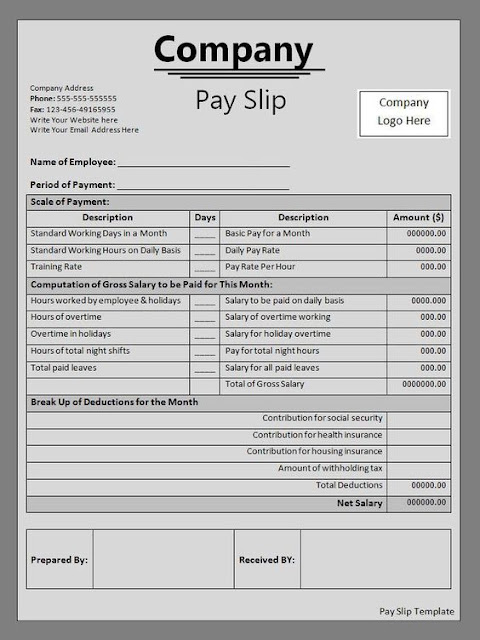 Company
Pay Slip
Company Address
Phone: 555-555-555555
Fax: 123-456-49165955
Write Your Website here
Write Your Email Address Here
Company
Logo Here
Name of Employee: ______________________________
Period of Payment: ______________________________
Scale of Payment:
Description Days Description Amount ($)
Standard Working Days in a Month ____ Basic Pay for a Month 000000.00
Standard Working Hours on Daily Basis ____ Daily Pay Rate 0000.00
Training Rate ____ Pay Rate Per Hour 000.00
Computation of Gross Salary to be Paid for This Month:
Hours worked by employee & holidays ____ Salary to be paid on daily basis 0000.000
Hours of overtime ____ Salary of overtime working 000.00
Overtime in holidays ____ Salary for holiday overtime 000.00
Hours of total night shifts ____ Pay for total night hours 000.00
Total paid leaves ____ Salary for all paid leaves 000.00
Total of Gross Salary 0000000.00
Break Up of Deductions for the Month
Contribution for social security
Contribution for health insurance
Contribution for housing insurance
Amount of withholding tax
Total Deductions 00000.00
Net Salary 000000.00
Prepared By: Received BY:
Pay Slip Template